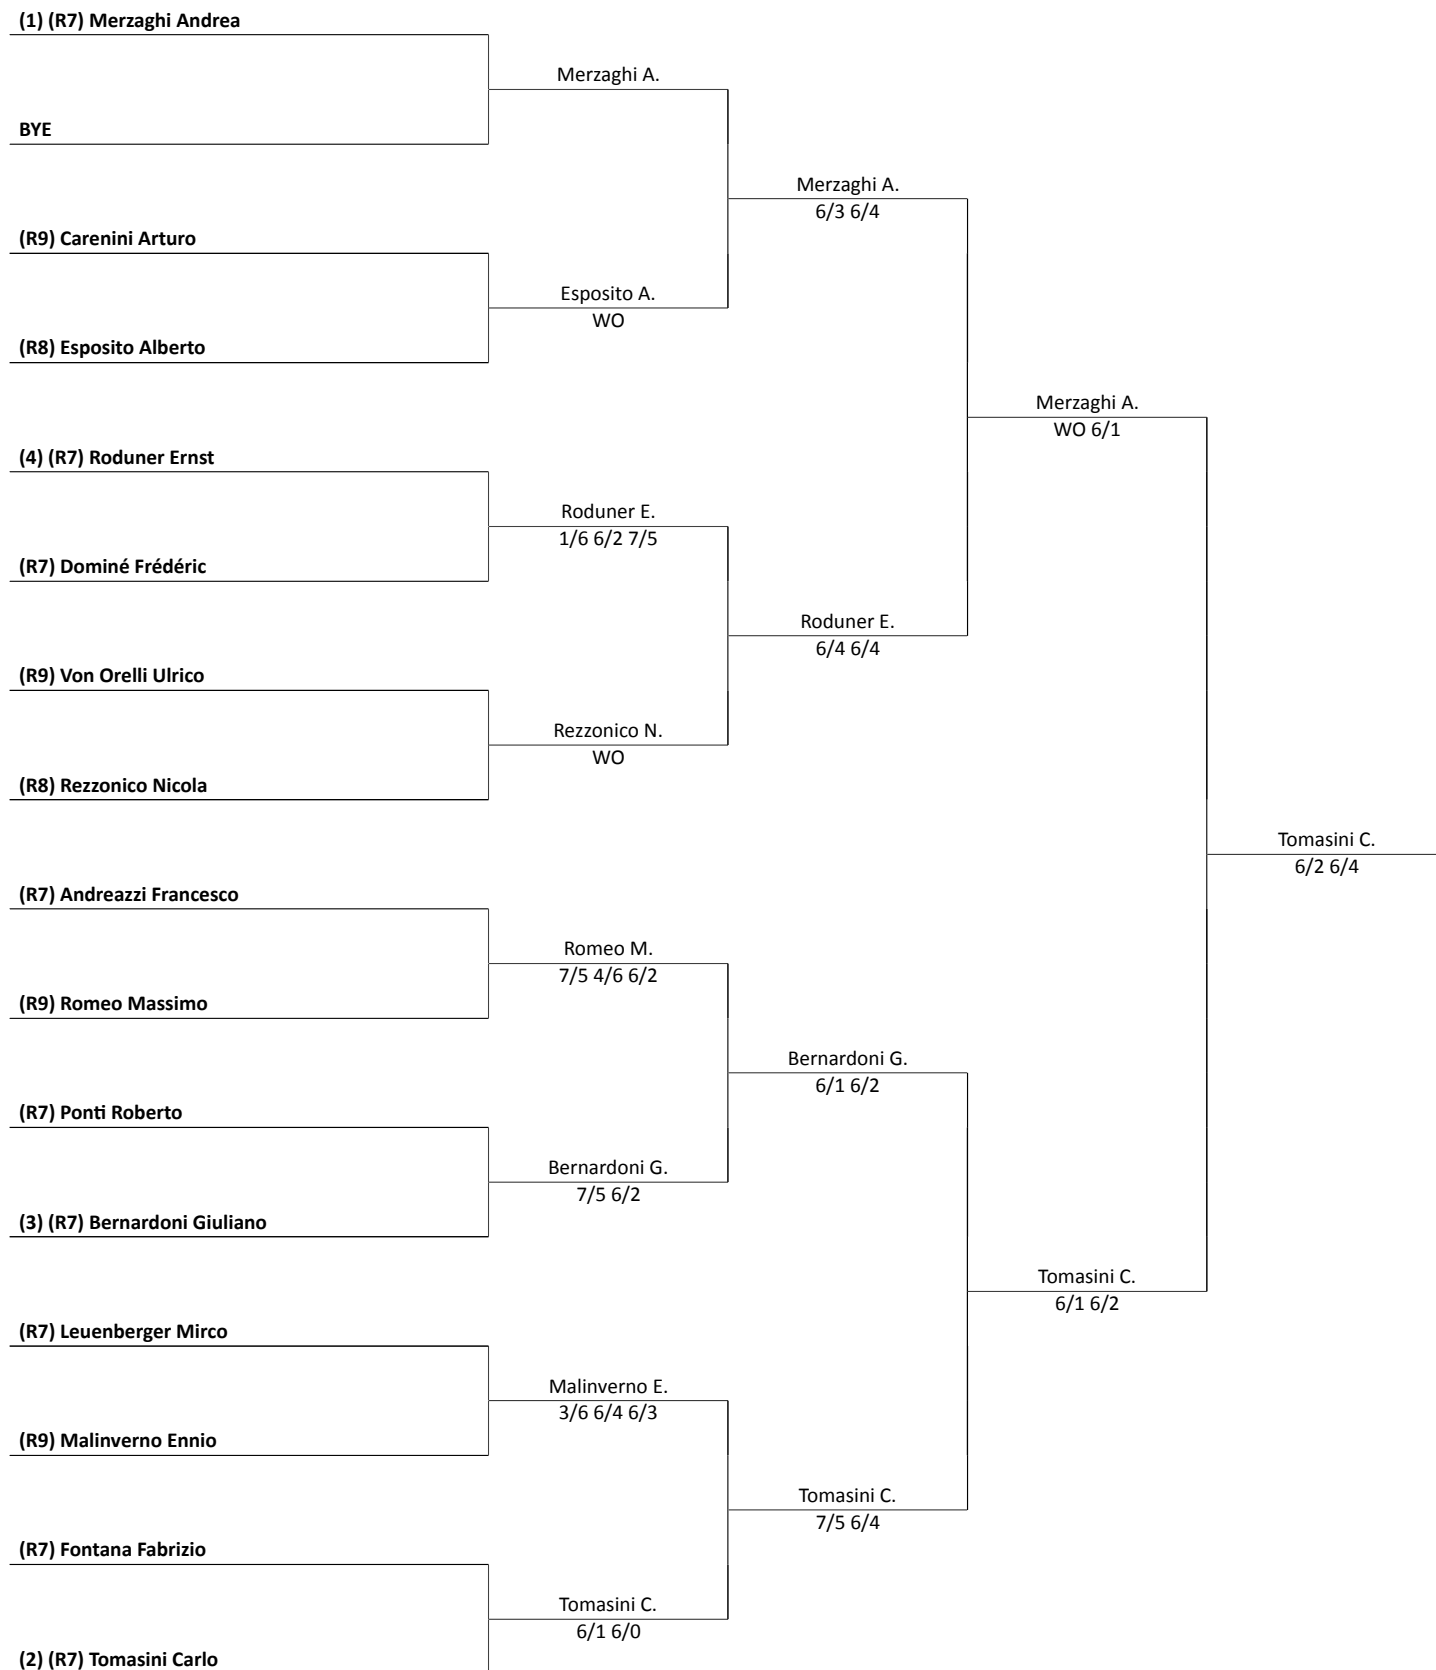 (1) (R7) Merzaghi Andrea
Merzaghi A.
BYE
Merzaghi A.
6/3 6/4
(R9) Carenini Arturo
Esposito A.
WO
(R8) Esposito Alberto
Merzaghi A.
WO 6/1
(4) (R7) Roduner Ernst
Roduner E.
1/6 6/2 7/5
(R7) Dominé Frédéric
Roduner E.
6/4 6/4
(R9) Von Orelli Ulrico
Rezzonico N.
WO
(R8) Rezzonico Nicola
Tomasini C.
6/2 6/4
(R7) Andreazzi Francesco
Romeo M.
7/5 4/6 6/2
(R9) Romeo Massimo
Bernardoni G.
6/1 6/2
(R7) Ponti Roberto
Bernardoni G.
7/5 6/2
(3) (R7) Bernardoni Giuliano
Tomasini C.
6/1 6/2
(R7) Leuenberger Mirco
Malinverno E.
3/6 6/4 6/3
(R9) Malinverno Ennio
Tomasini C.
7/5 6/4
(R7) Fontana Fabrizio
Tomasini C.
6/1 6/0
(2) (R7) Tomasini Carlo